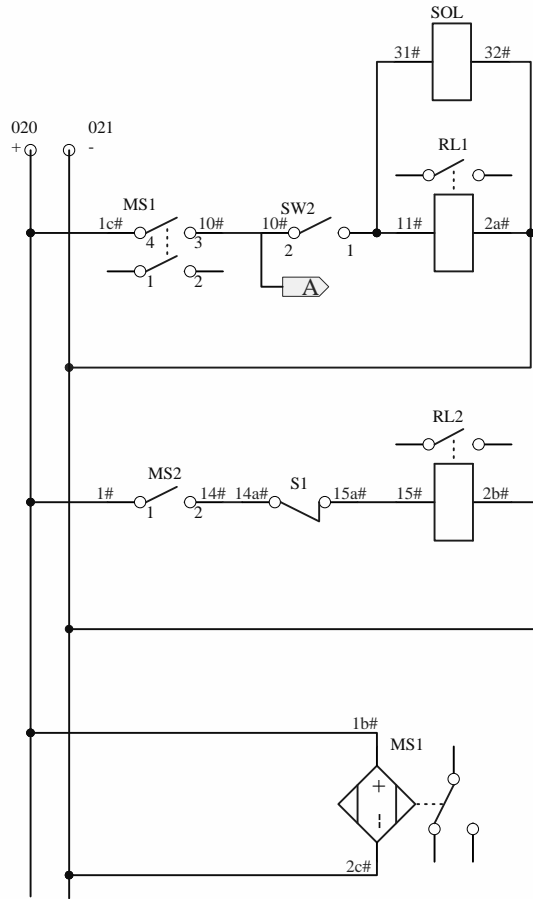 SOL
31# 32#
020 021
+ -
RL1
MS1 SW2
1c# 10# 10# 11# 2a#
4 3 2 1
1 2
A
RL2
MS2 S1
1# 14# 14a# 15a# 15# 2b#
1 2
1b#
MS1
+
2c#